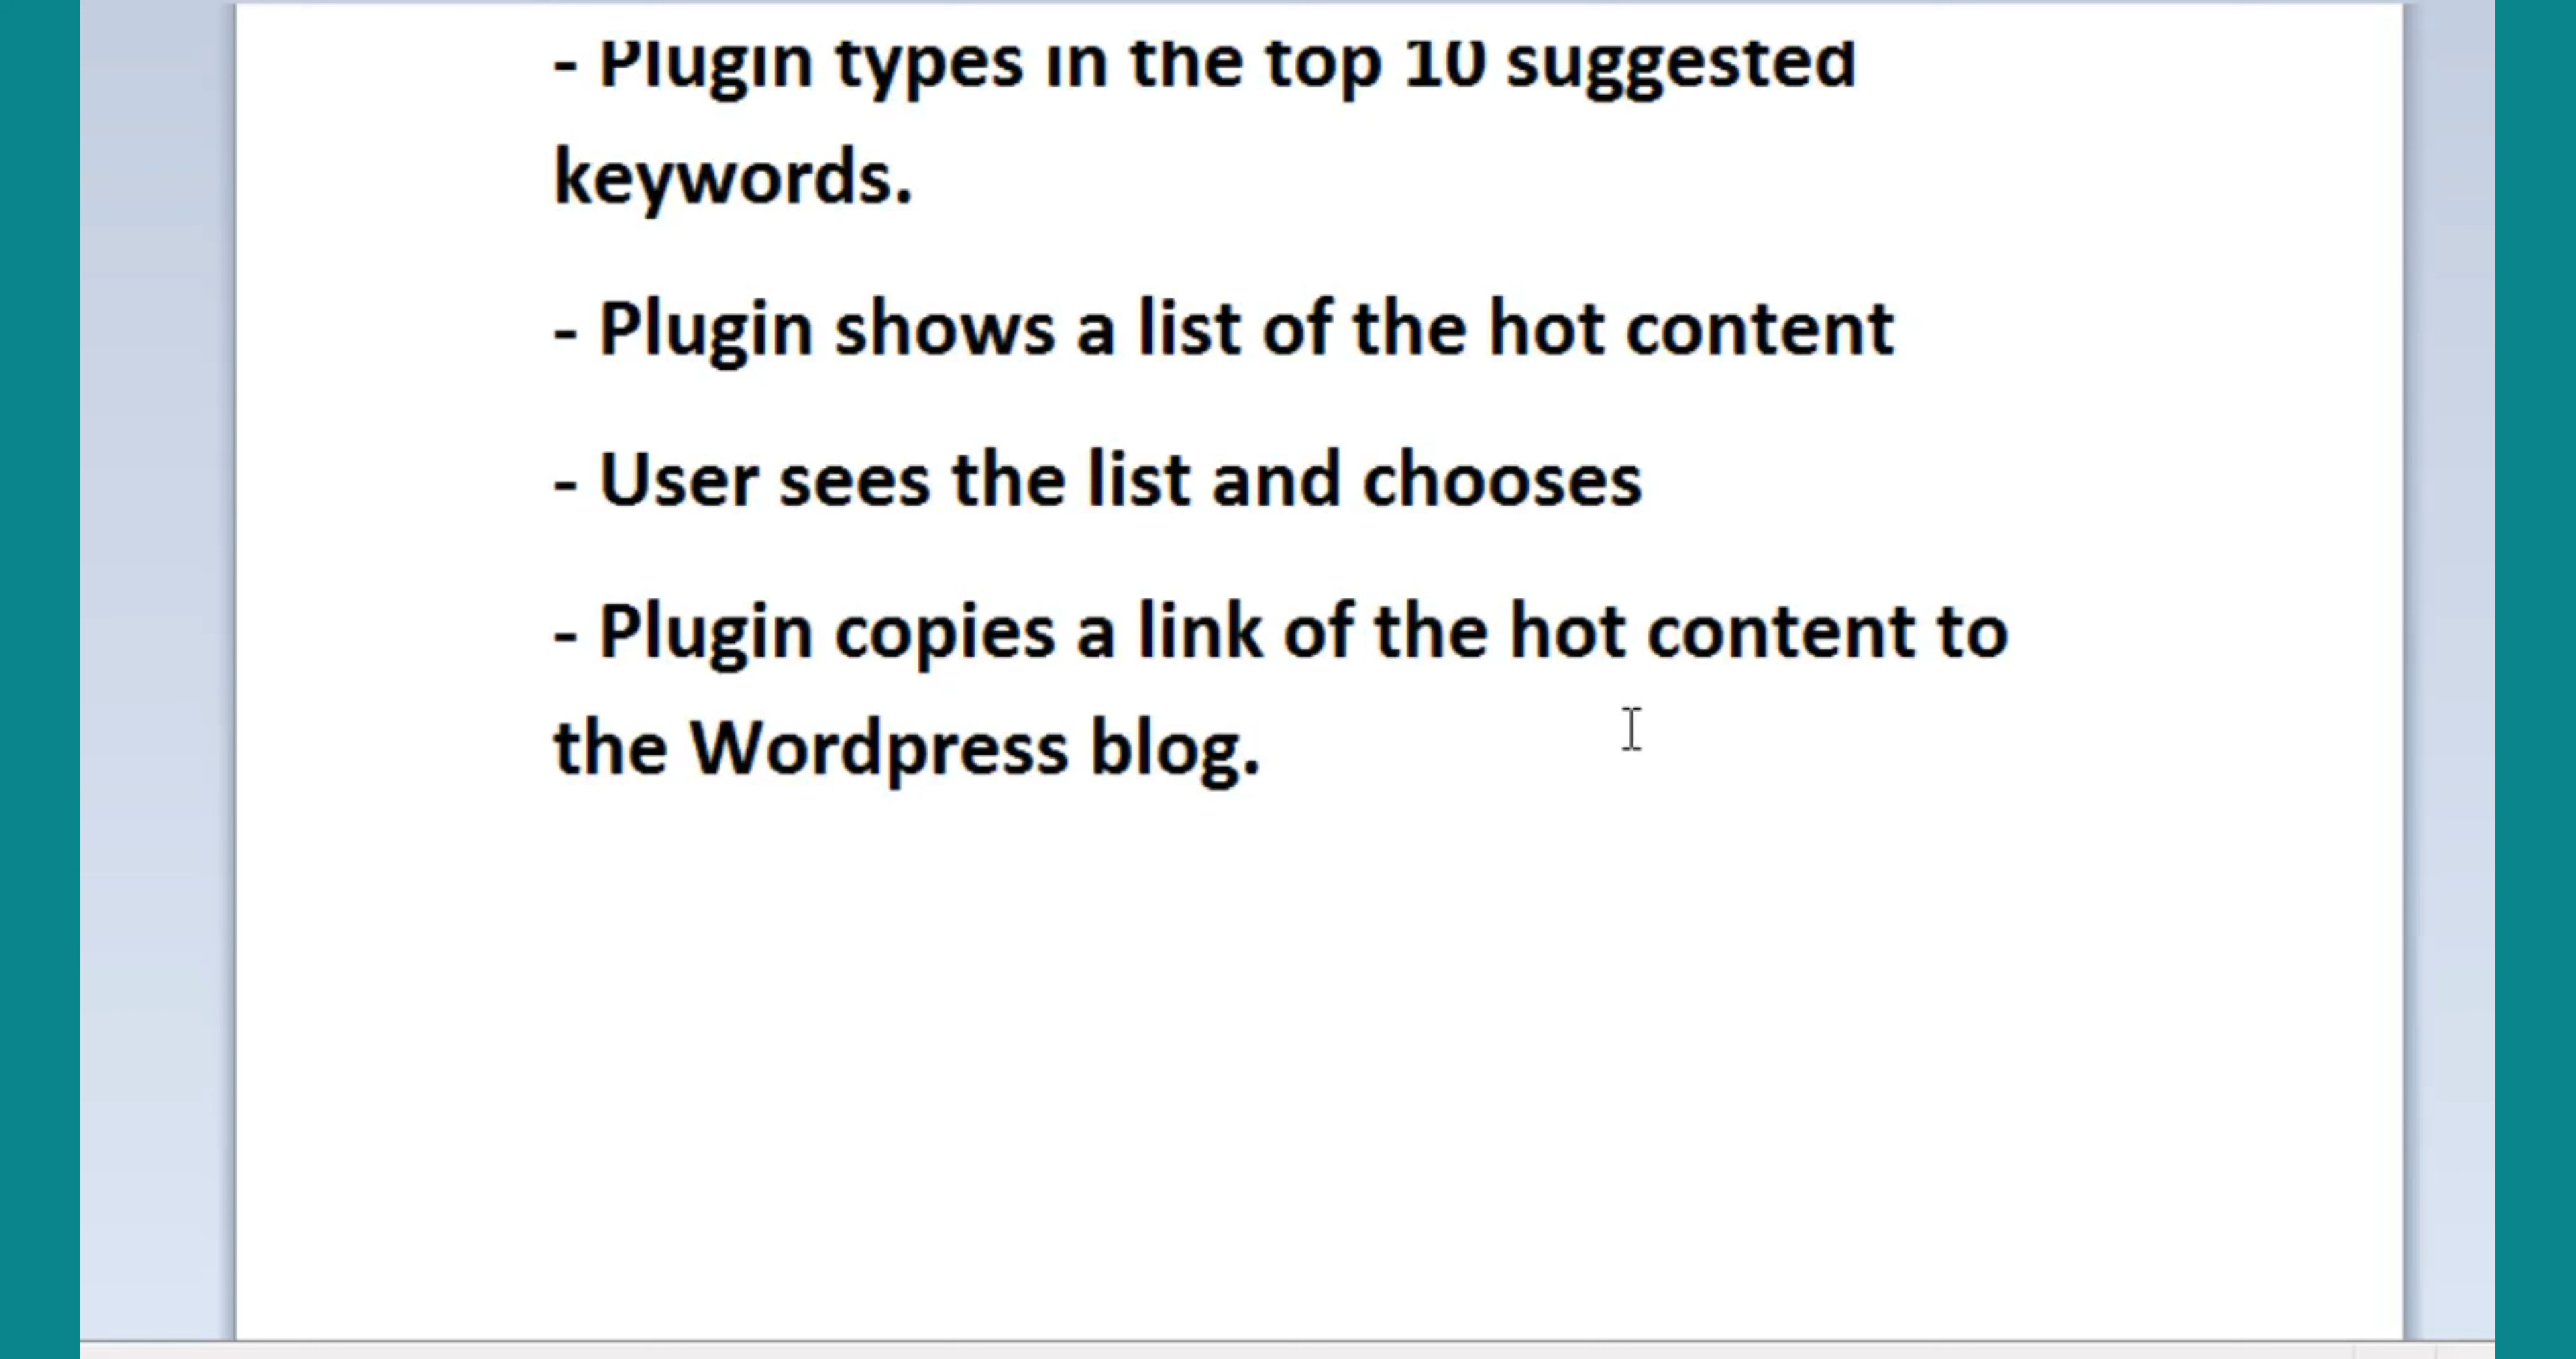 - Plugin types in the top 10 suggested
keywords.
- Plugin shows a list of the hot content
- User sees the list and chooses
- Plugin copies a link of the hot content to
the Wordpress blog.